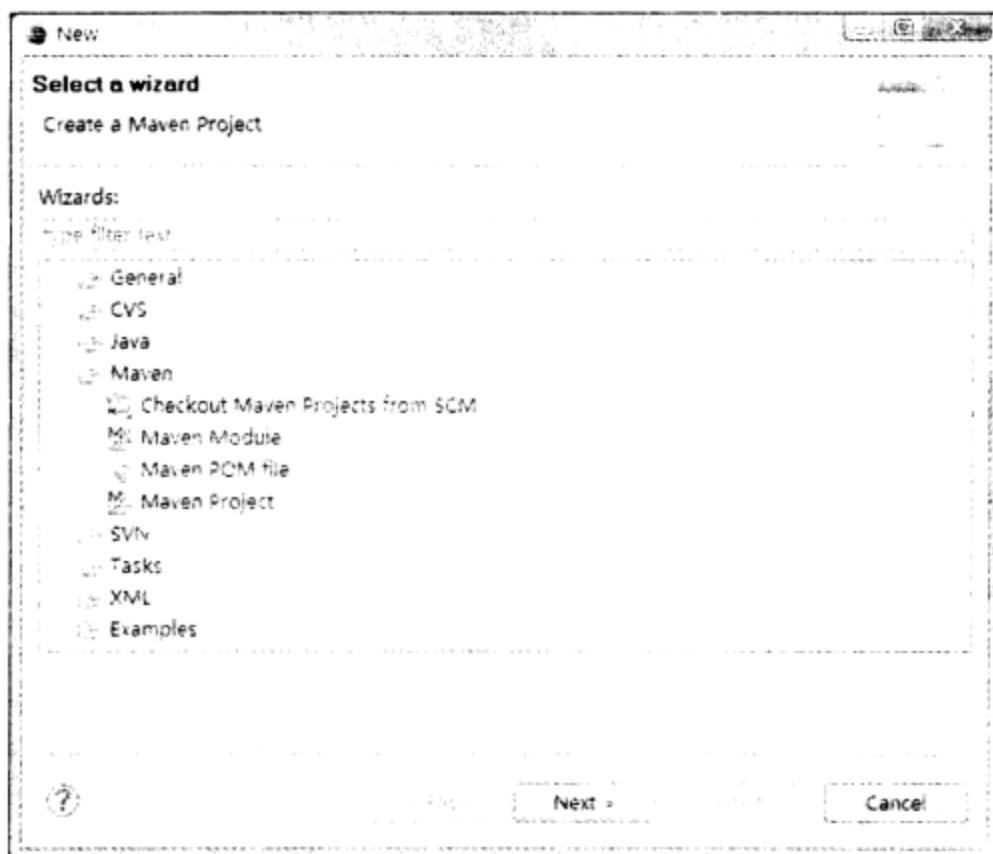 New
Select a wizard
Create a Maven Project
Wizards:
type filter text
General
CVS
Java
Maven
Checkout Maven Projects from SCM
Maven Module
Maven POM file
Maven Project
SVN
Tasks
XML
Examples
?
Next >
Cancel